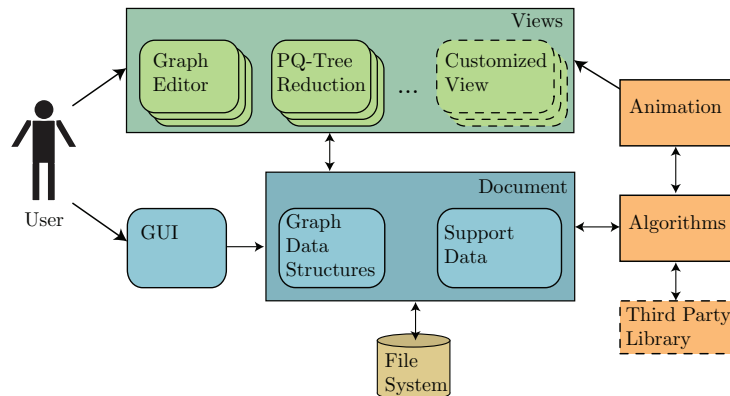 Views
Graph
Editor
PQ-Tree
Reduction
...
Customized
View
Animation
User
GUI
Document
Graph
Data
Structures
Support
Data
Algorithms
Third Party
Library
File
System